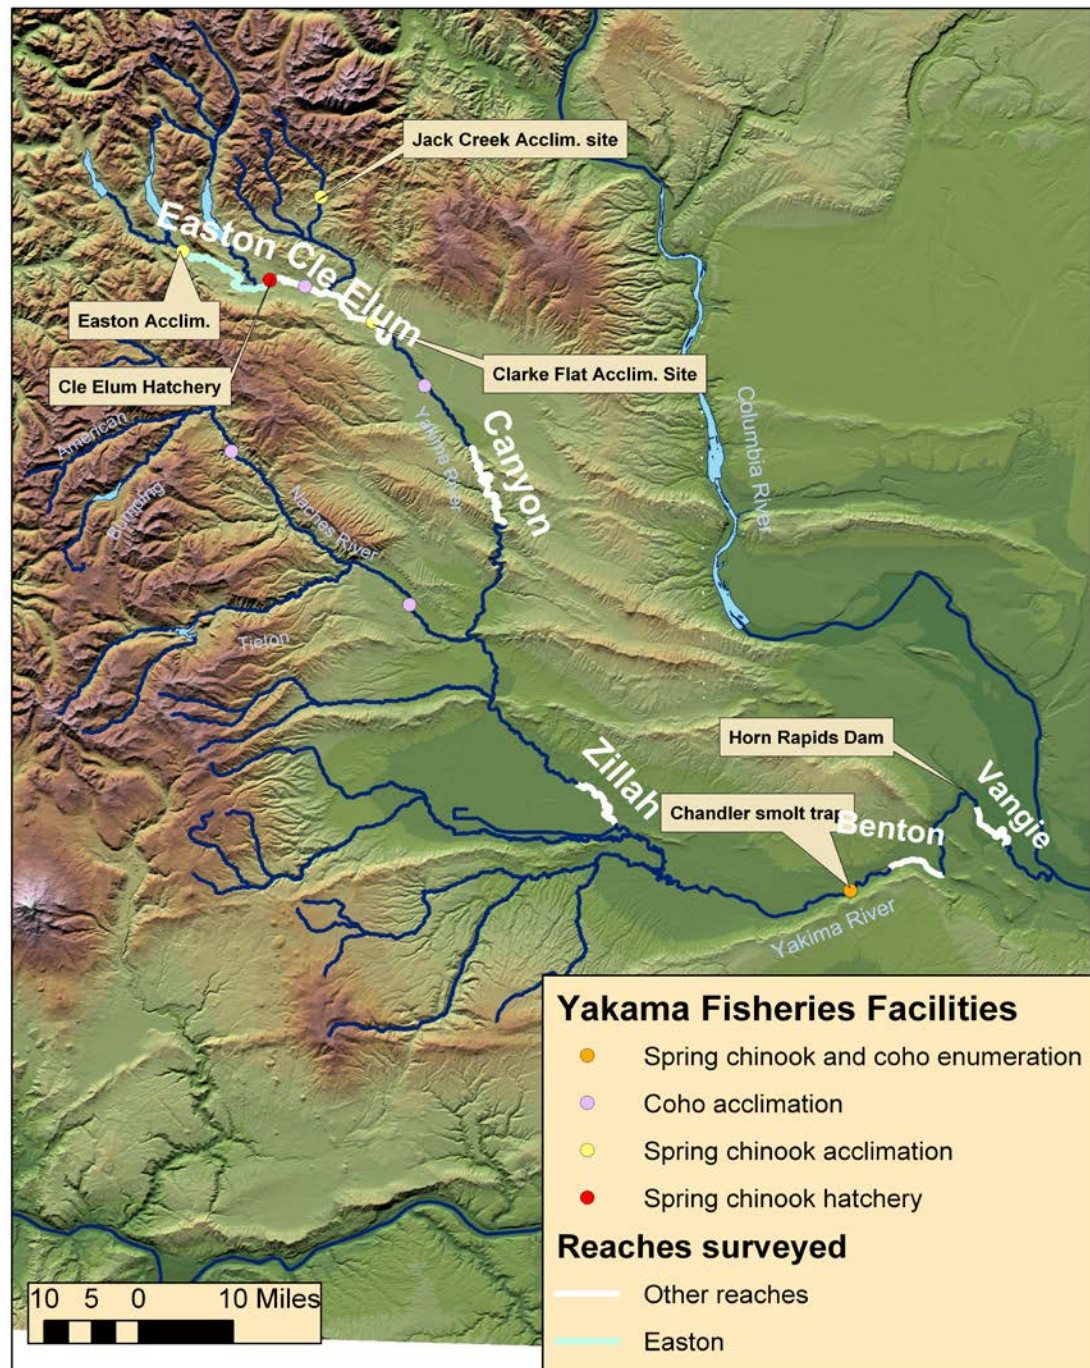 Jack Creek Acclim. site
Easton Cle Elum
Easton Acclim.
Cle Elum Hatchery
Clarke Flat Acclim. Site
American
Bumping
Naches River
Yakima River
Canyon
Columbia River
Tieton
Horn Rapids Dam
Zillah
Chandler smolt trap
Benton
Vangie
Yakima River
Yakama Fisheries Facilities
Spring chinook and coho enumeration
Coho acclimation
Spring chinook acclimation
Spring chinook hatchery
Reaches surveyed
Other reaches
Easton
10 5 0 10 Miles